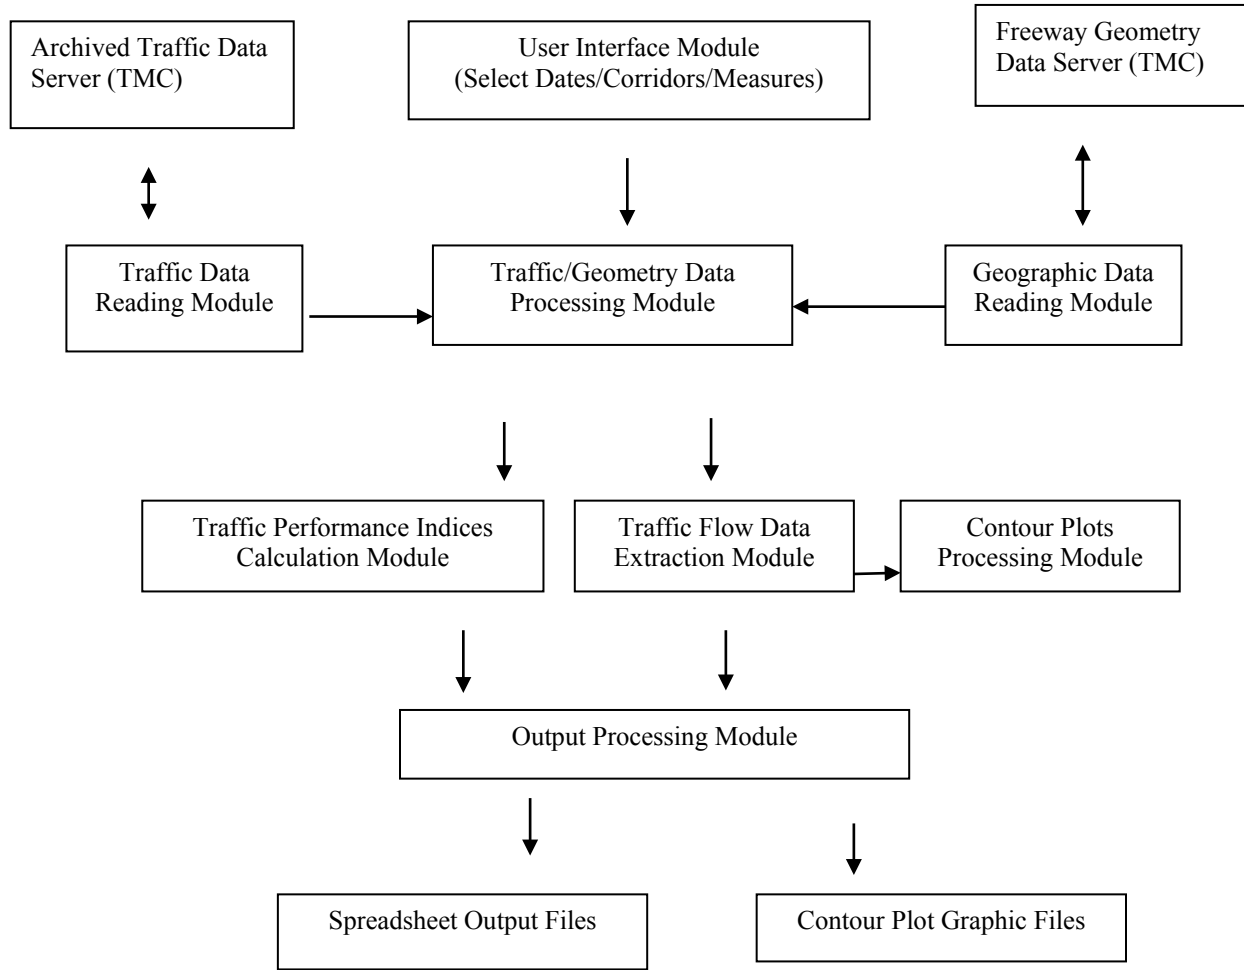 Archived Traffic Data
Server (TMC)
User Interface Module
(Select Dates/Corridors/Measures)
Freeway Geometry
Data Server (TMC)
Traffic Data
Reading Module
Traffic/Geometry Data
Processing Module
Geographic Data
Reading Module
Traffic Performance Indices
Calculation Module
Traffic Flow Data
Extraction Module
Contour Plots
Processing Module
Output Processing Module
Spreadsheet Output Files
Contour Plot Graphic Files